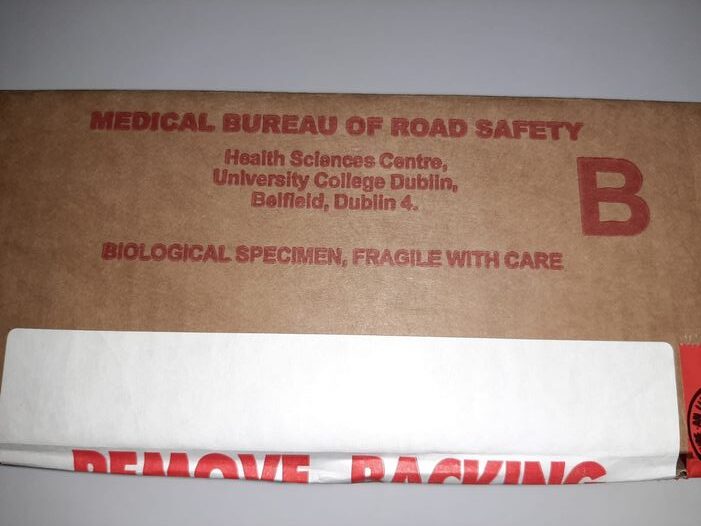 MEDICAL BUREAU OF ROAD SAFETY
Health Sciences Centre,
University College Dublin,
Belfield, Dublin 4.
B
BIOLOGICAL SPECIMEN, FRAGILE WITH CARE
REMOVE BACKING